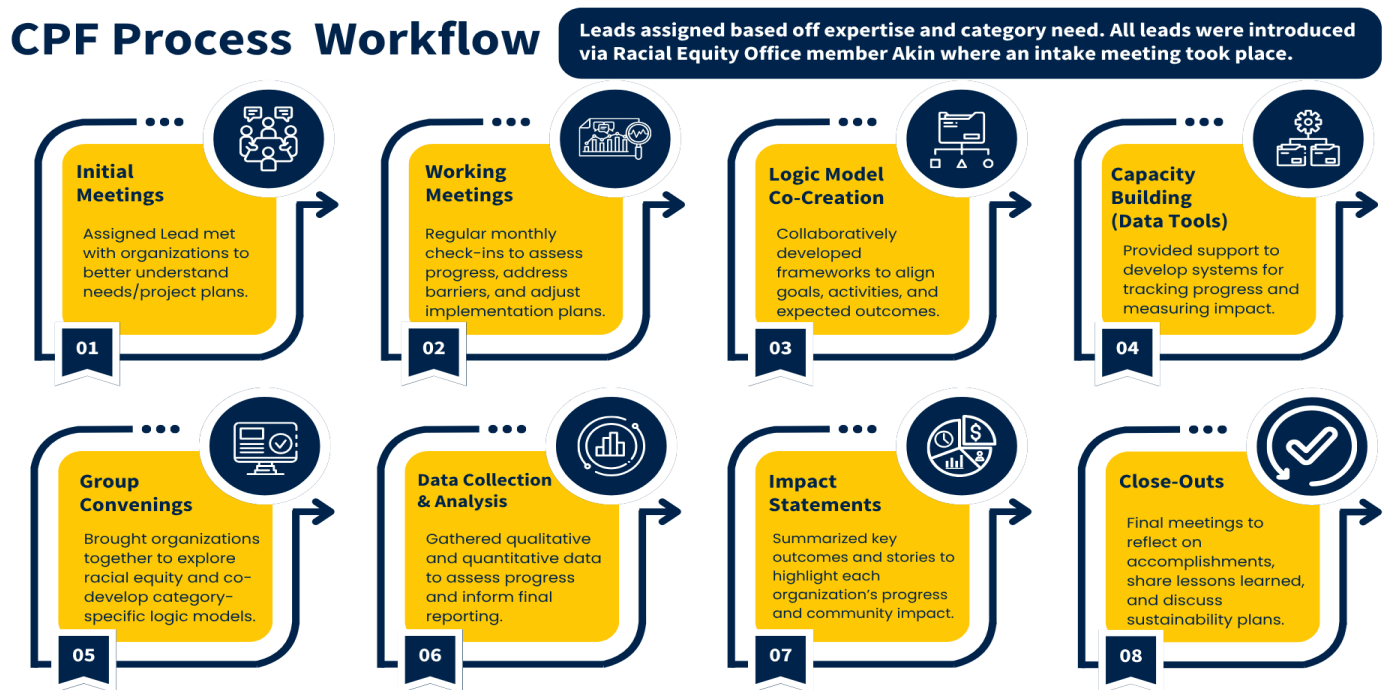 CPF Process Workflow
Leads assigned based off expertise and category need. All leads were introduced
via Racial Equity Office member Akin where an intake meeting took place.
Initial
Meetings
Assigned Lead met
with organizations to
better understand
needs/project plans.
01
Working
Meetings
Regular monthly
check-ins to assess
progress, address
barriers, and adjust
implementation plans.
02
Logic Model
Co-Creation
Collaboratively
developed
frameworks to align
goals, activities, and
expected outcomes.
03
Capacity
Building
(Data Tools)
Provided support to
develop systems for
tracking progress and
measuring impact.
04
Group
Convenings
Brought organizations
together to explore
racial equity and co-
develop category-
specific logic models.
05
Data Collection
& Analysis
Gathered qualitative
and quantitative data
to assess progress
and inform final
reporting.
06
Impact
Statements
Summarized key
outcomes and stories to
highlight each
organization's progress
and community impact.
07
Close-Outs
Final meetings to
reflect on
accomplishments,
share lessons learned,
and discuss
sustainability plans.
08